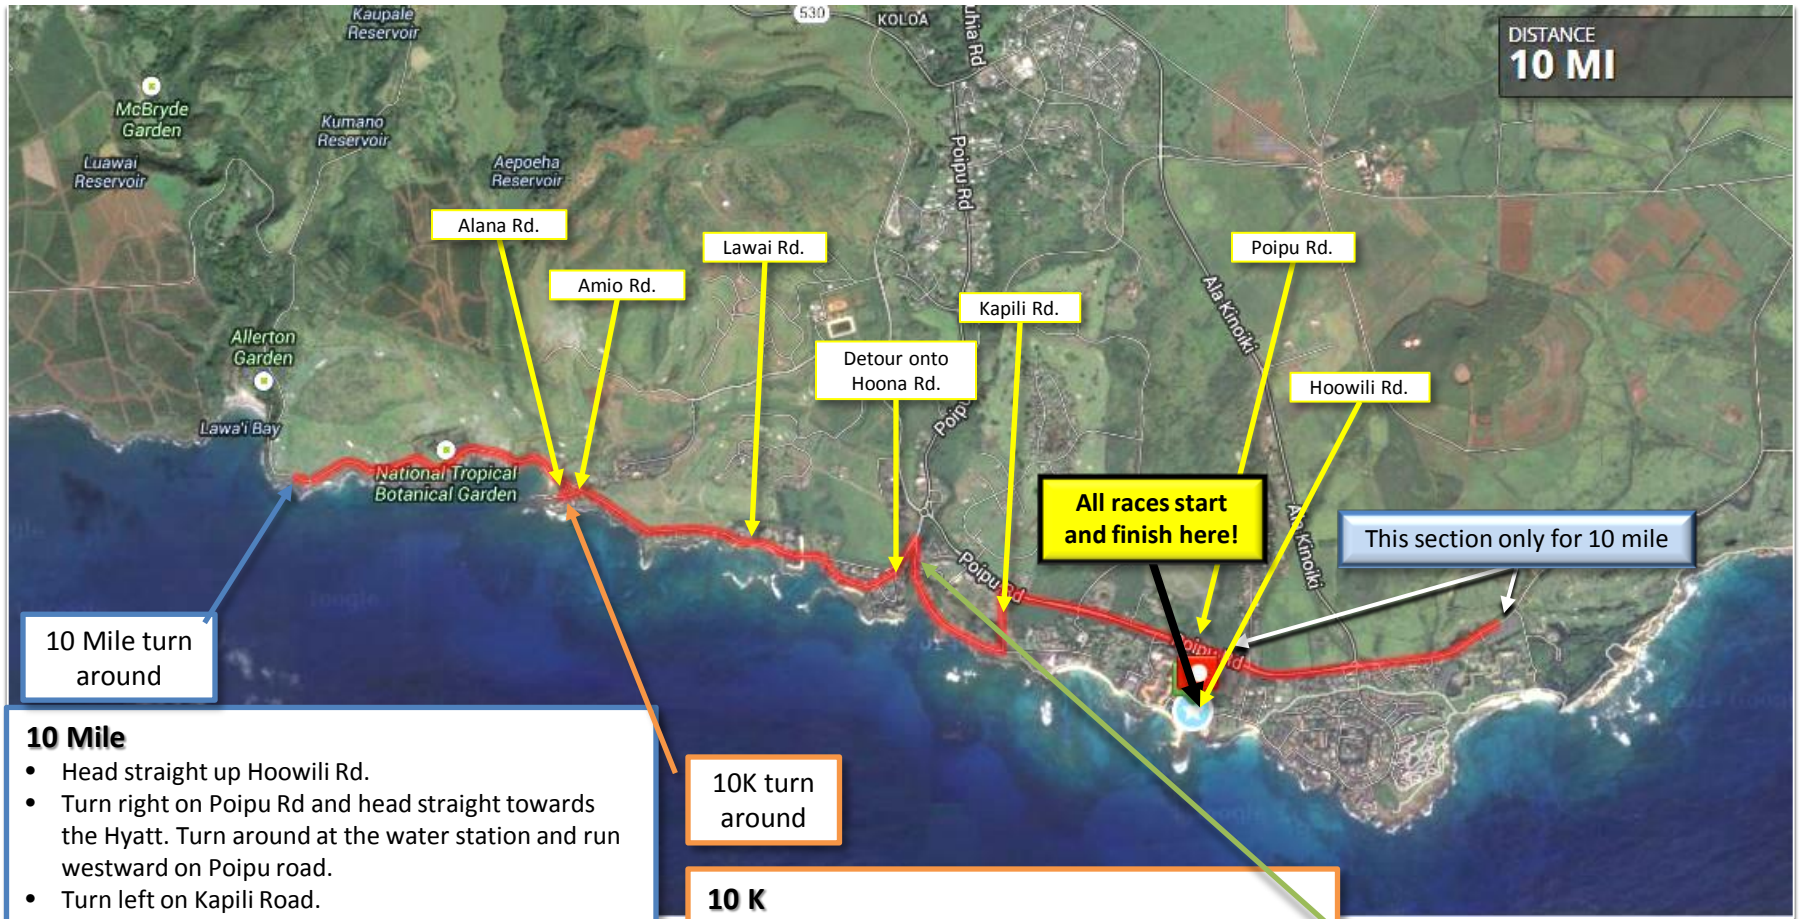 Kaupale
Reservoir
530
KOLOA
uhia Rd
DISTANCE
10 MI
McBryde
Garden
Kumano
Reservoir
Luawai
Reservoir
Aepoeha
Reservoir
Poipu Rd
Alana Rd.
Lawai Rd.
Poipu Rd.
Amio Rd.
Kapili Rd.
Ala Kinoiki
Allerton
Garden
Detour onto
Hoona Rd.
Hoowili Rd.
Poipu
Lawa'i Bay
National Tropical
Botanical Garden
All races start
and finish here!
Ala Kinoiki
This section only for 10 mile
Poipu Rd
10 Mile turn
around
Poipu Rd
10K turn
around
10 Mile
• Head straight up Hoowili Rd.
• Turn right on Poipu Rd and head straight towards
the Hyatt. Turn around at the water station and run
westward on Poipu road.
• Turn left on Kapili Road.
10 K